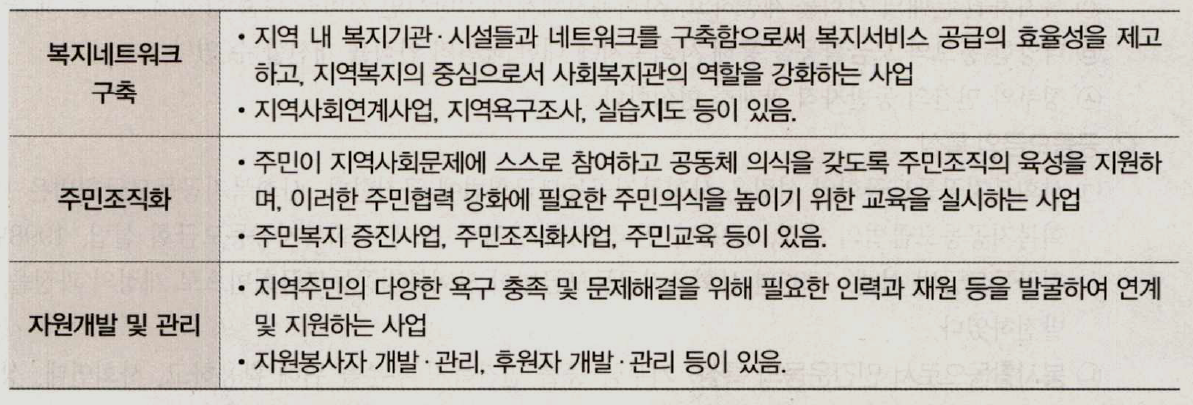 복지네트워크
구축
• 지역 내 복지기관·시설들과 네트워크를 구축함으로써 복지서비스 공급의 효율성을 제고
하고, 지역복지의 중심으로서 사회복지관의 역할을 강화하는 사업
• 지역사회연계사업, 지역욕구조사, 실습지도 등이 있음.
주민조직화
• 주민이 지역사회문제에 스스로 참여하고 공동체 의식을 갖도록 주민조직의 육성을 지원하
며, 이러한 주민협력 강화에 필요한 주민의식을 높이기 위한 교육을 실시하는 사업
• 주민복지 증진사업, 주민조직화사업, 주민교육 등이 있음.
자원개발 및 관리
• 지역주민의 다양한 욕구 충족 및 문제해결을 위해 필요한 인력과 재원 등을 발굴하여 연계
및 지원하는 사업
• 자원봉사자 개발·관리, 후원자 개발·관리 등이 있음.